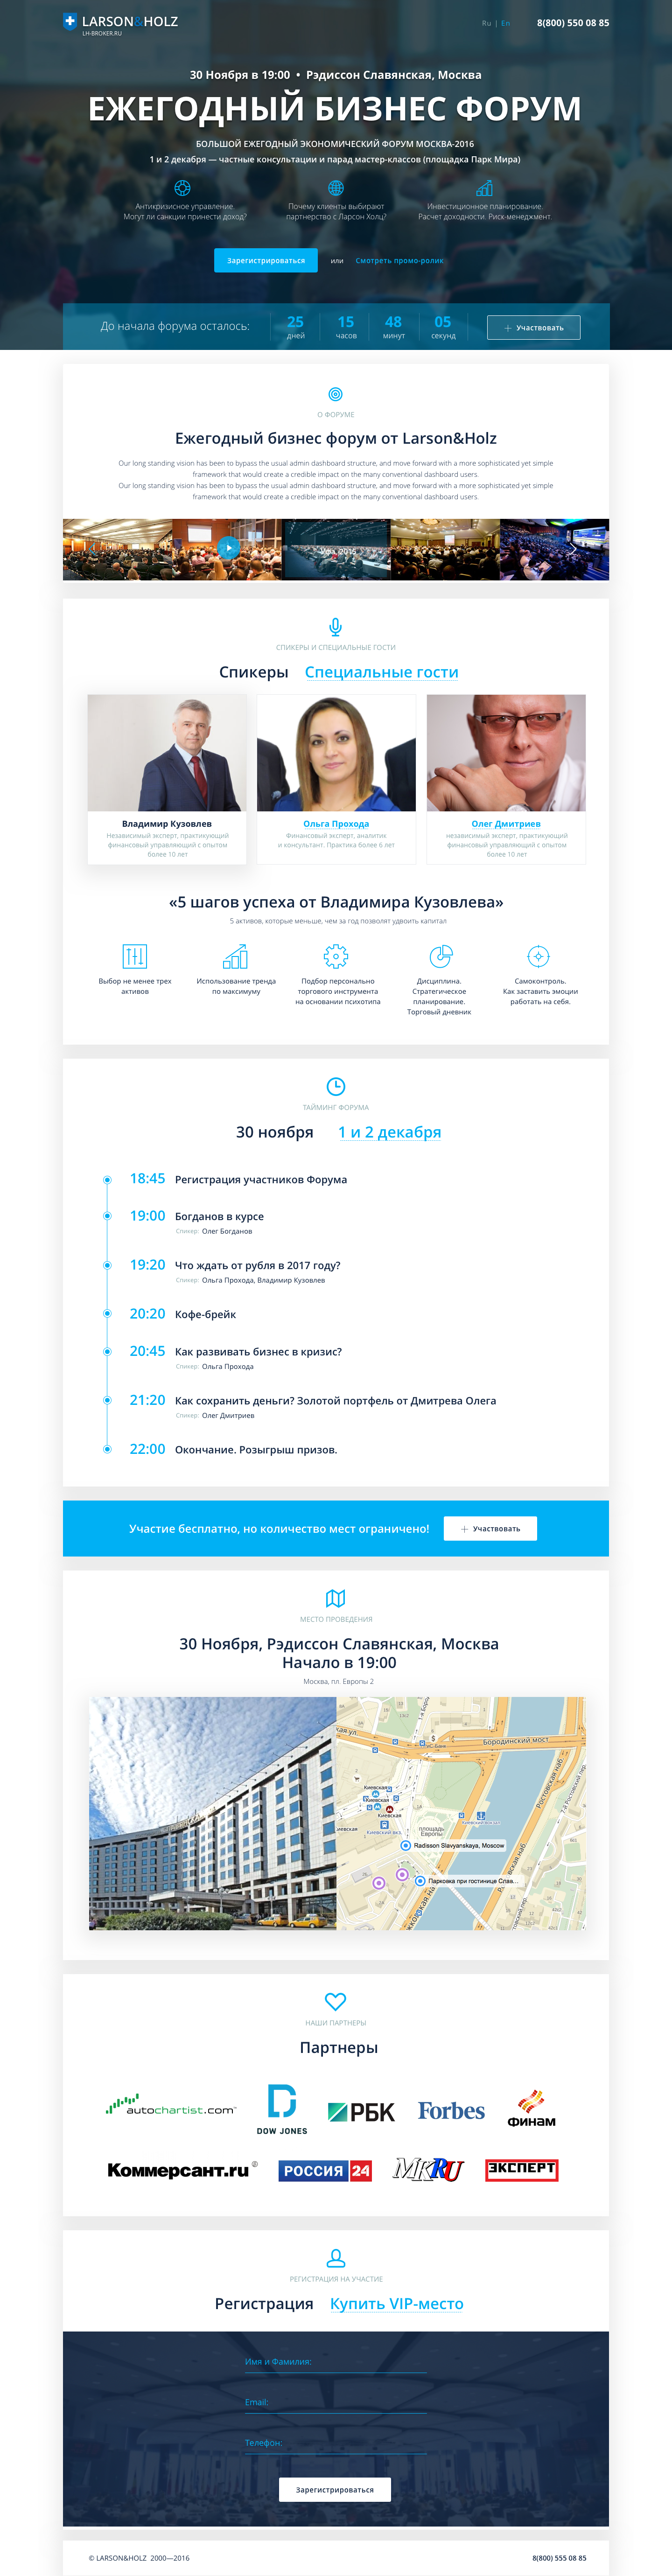 LARSON&HOLZ
LH-BROKER.RU
Ru | En
8(800) 550 08 85
30 Ноября в 19:00 • Рэдиссон Славянская, Москва
ЕЖЕГОДНЫЙ БИЗНЕС ФОРУМ
БОЛЬШОЙ ЕЖЕГОДНЫЙ ЭКОНОМИЧЕСКИЙ ФОРУМ МОСКВА-2016
1 и 2 декабря — частные консультации и парад мастер-классов (площадка Парк Мира)
Антикризисное управление.
Могут ли санкции принести доход?
Почему клиенты выбирают
партнерство с Ларсон Хольц?
Инвестиционное планирование.
Расчет доходности. Риск-менеджмент.
Зарегистрироваться
или
Смотреть промо-ролик
До начала форума осталось:
25 15 48 05
дней часов минут секунд
Участвовать
О ФОРУМЕ
Ежегодный бизнес форум от Larson&Holz
Our long standing vision has been to bypass the usual admin dashboard structure, and move forward with a more sophisticated yet simple
framework that would create a credible impact on the many conventional dashboard users.
Our long standing vision has been to bypass the usual admin dashboard structure, and move forward with a more sophisticated yet simple
framework that would create a credible impact on the many conventional dashboard users.
Уфа, 2015
СПИКЕРЫ И СПЕЦИАЛЬНЫЕ ГОСТИ
Спикеры Специальные гости
Владимир Кузовлев
Независимый эксперт, практикующий
финансовый управляющий с опытом
более 10 лет
Ольга Прохода
Финансовый эксперт, аналитик
и консультант. Практика более 6 лет
Олег Дмитриев
независимый эксперт, практикующий
финансовый управляющий с опытом
более 10 лет
«5 шагов успеха от Владимира Кузовлева»
5 активов, которые меньше, чем за год позволят удвоить капитал
Выбор не менее трех
активов
Использование тренда
по максимуму
Подбор персонально
торгового инструмента
на основании психотипа
Дисциплина.
Стратегическое
планирование.
Торговый дневник
Самоконтроль.
Как заставить эмоции
работать на себя.
ТАЙМИНГ ФОРУМА
30 ноября 1 и 2 декабря
18:45 Регистрация участников Форума
19:00 Богданов в курсе
Спикер: Олег Богданов
19:20 Что ждать от рубля в 2017 году?
Спикер: Ольга Прохода, Владимир Кузовлев
20:20 Кофе-брейк
20:45 Как развивать бизнес в кризис?
Спикер: Ольга Прохода
21:20 Как сохранить деньги? Золотой портфель от Дмитрева Олега
Спикер: Олег Дмитриев
22:00 Окончание. Розыгрыш призов.
Участие бесплатно, но количество мест ограничено!
Участвовать
МЕСТО ПРОВЕДЕНИЯ
30 Ноября, Рэдиссон Славянская, Москва
Начало в 19:00
Москва, пл. Европы 2
Бородинский мост
Ростовская наб.
Киевская
Киевская
Киевская
Киевский вкз.
площадь
Европы
Radisson Slavyanskaya, Moscow
Парковка при гостинице Слав...
НАШИ ПАРТНЕРЫ
Партнеры
autochartist.com
DOW JONES
РБК
Forbes
ФИНАМ
Коммерсант.ru
РОССИЯ 24
MKRU
ЭКСПЕРТ
РЕГИСТРАЦИЯ НА УЧАСТИЕ
Регистрация Купить VIP-место
Имя и Фамилия:
Email:
Телефон:
Зарегистрироваться
© LARSON&HOLZ 2000—2016
8(800) 555 08 85